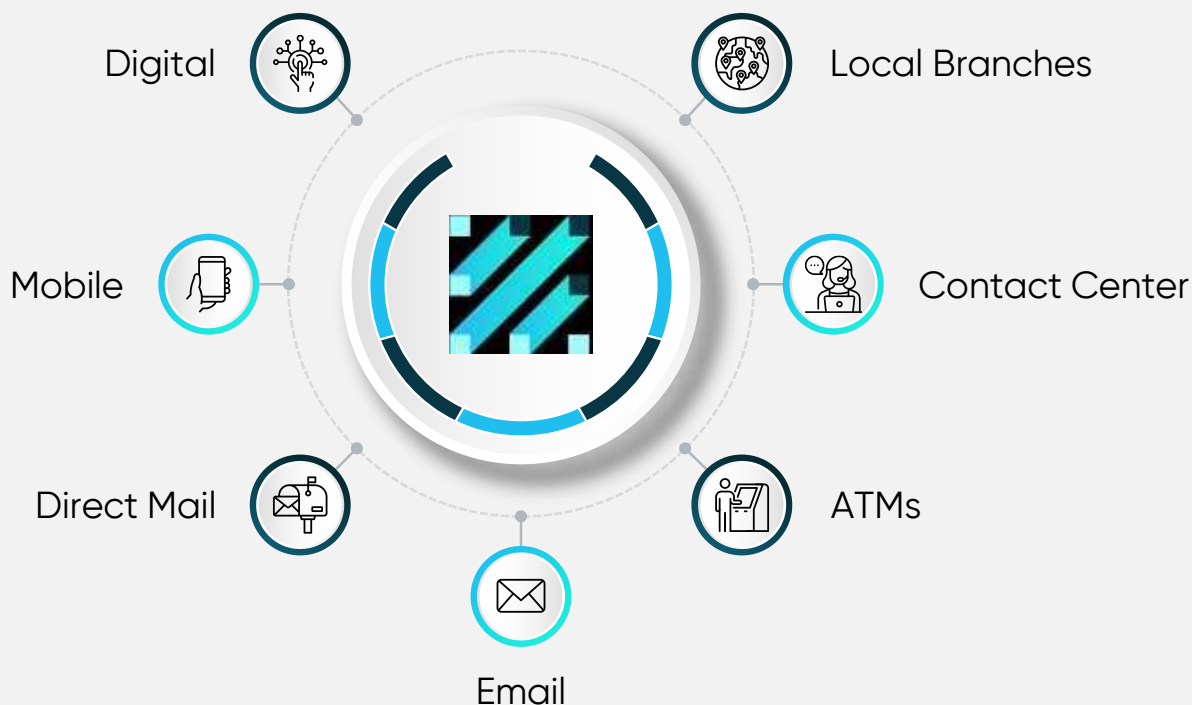 Digital
Local Branches
Mobile
Contact Center
Direct Mail
ATMs
Email